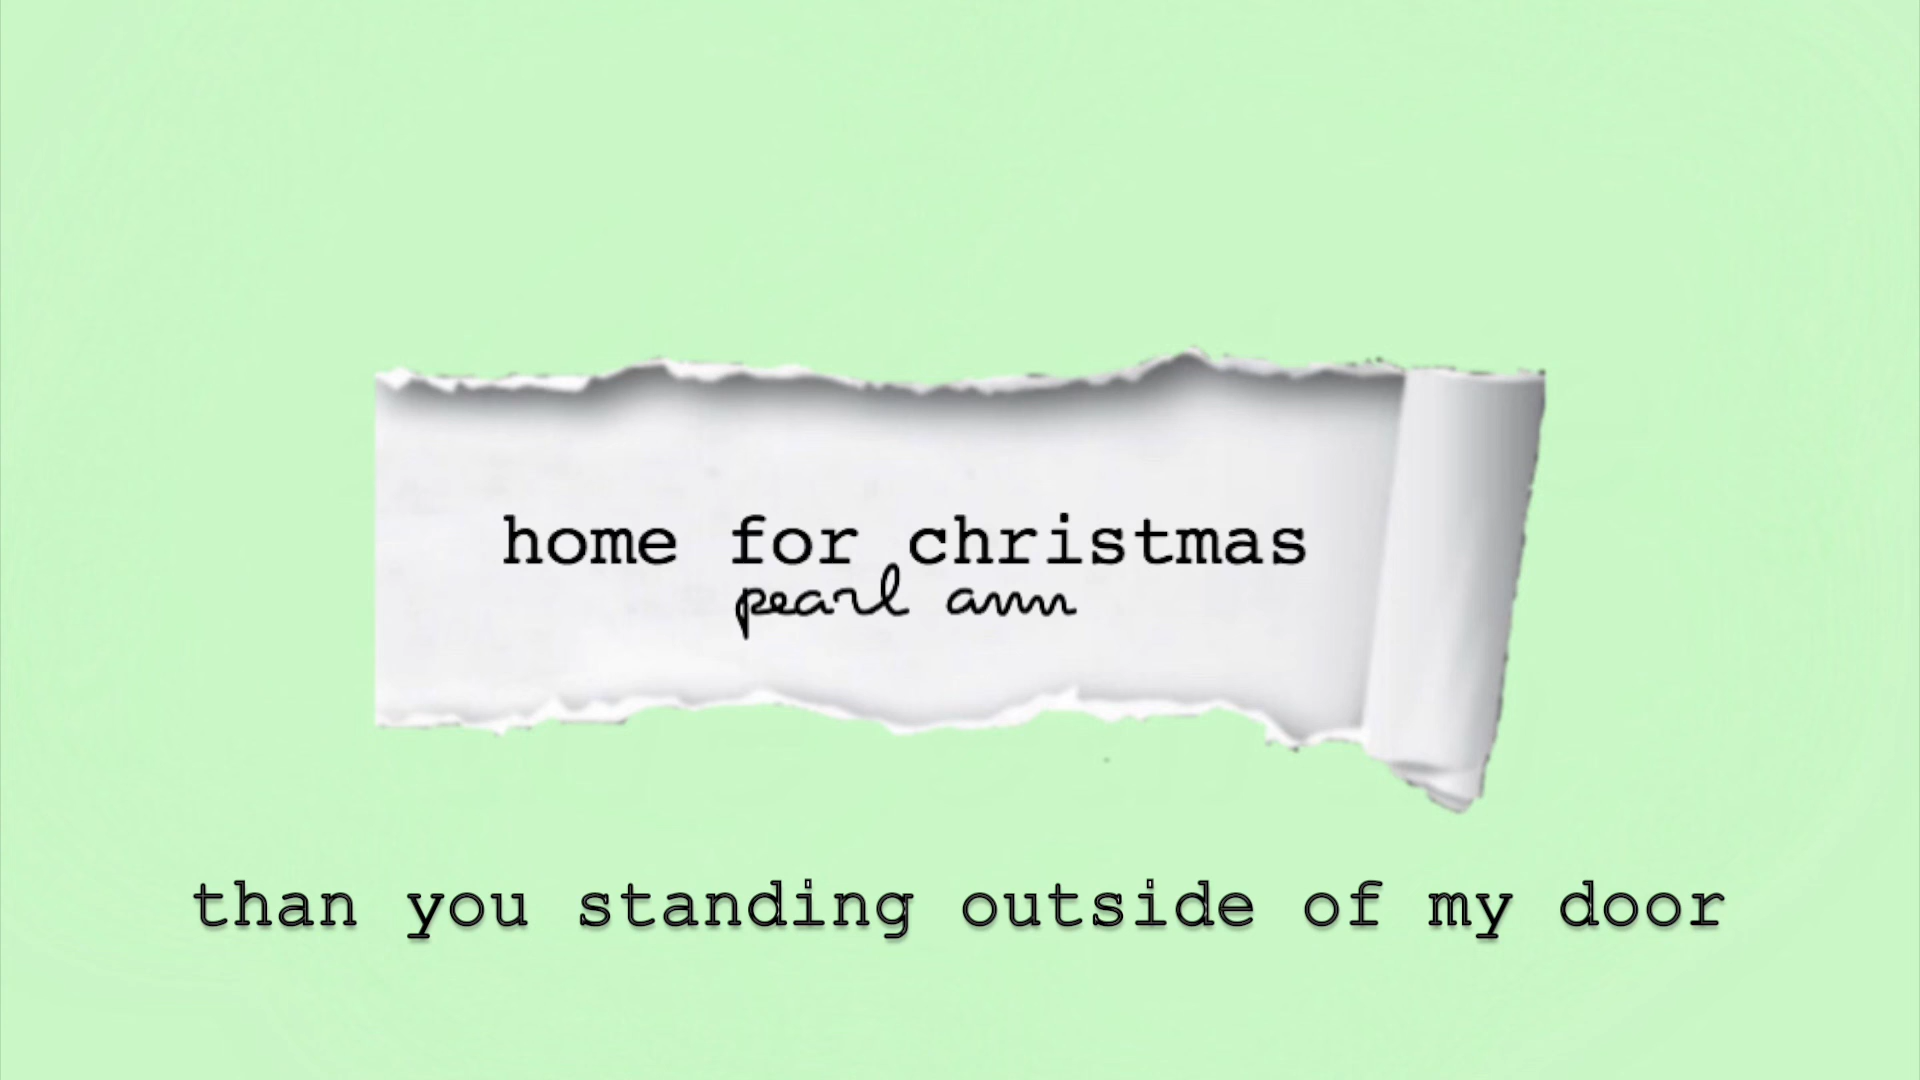 home for christmas
pearl ann
than you standing outside of my door